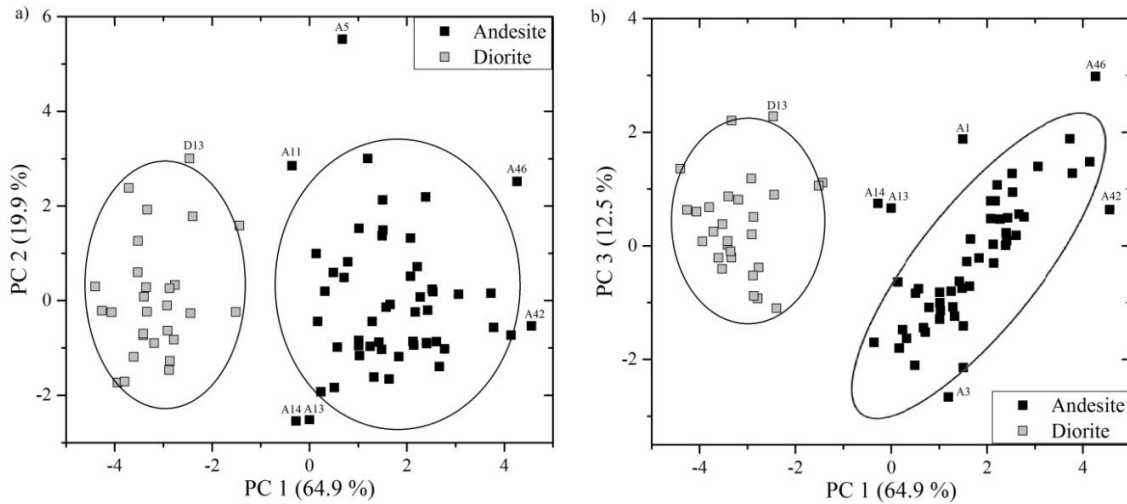 a)
6
4
2
0
-2
-4
-2
0
2
4
PC 2 (19.9 %)
PC 1 (64.9 %)
Andesite
Diorite
A5
D13
A11
A46
A42
A14 A13
b)
4
2
0
-2
-4
-2
0
2
4
PC 3 (12.5 %)
PC 1 (64.9 %)
A46
D13
A1
A14 A13
A42
A3
Andesite
Diorite